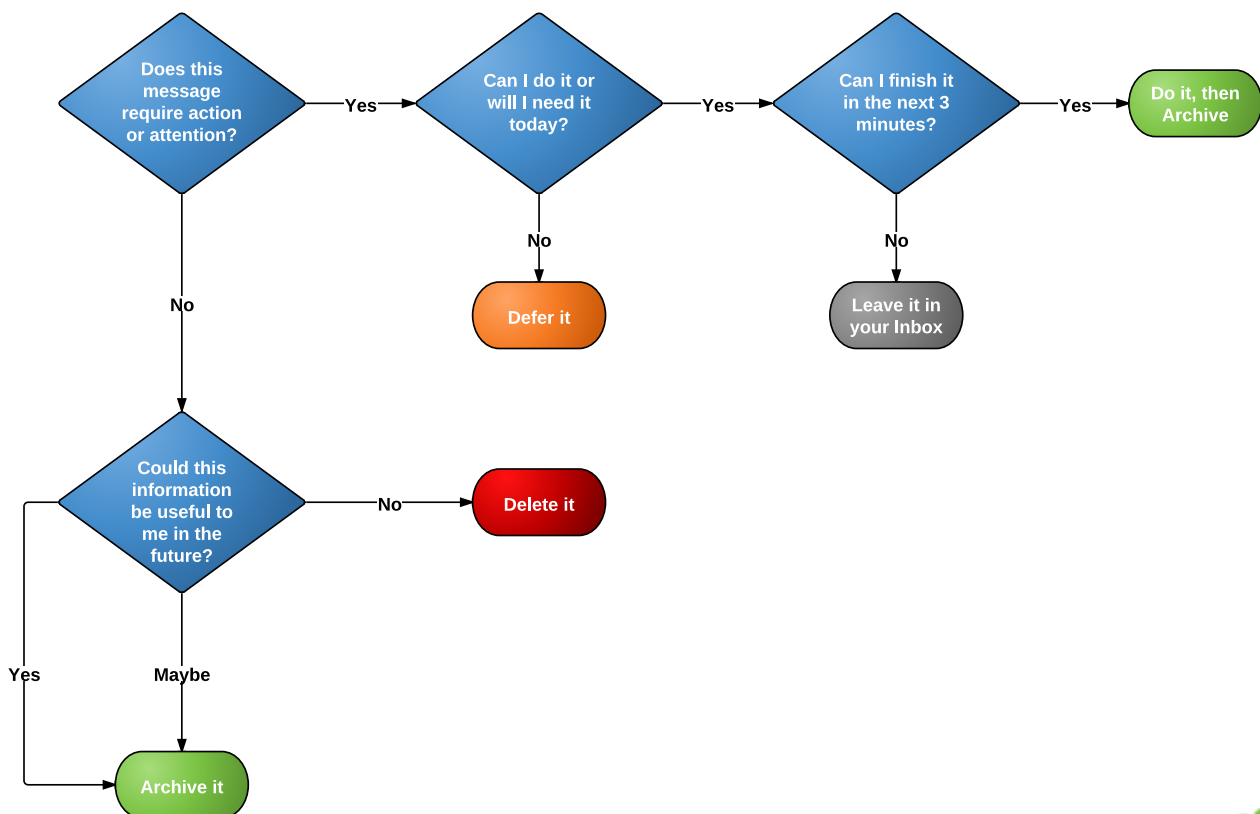 Does this
message
require action
or attention?
Yes
Can I do it or
will I need it
today?
Yes
Can I finish it
in the next 3
minutes?
Yes
Do it, then
Archive
No
No
No
Defer it
Leave it in
your Inbox
Could this
information
be useful to
me in the
future?
No
Delete it
Yes
Maybe
Archive it